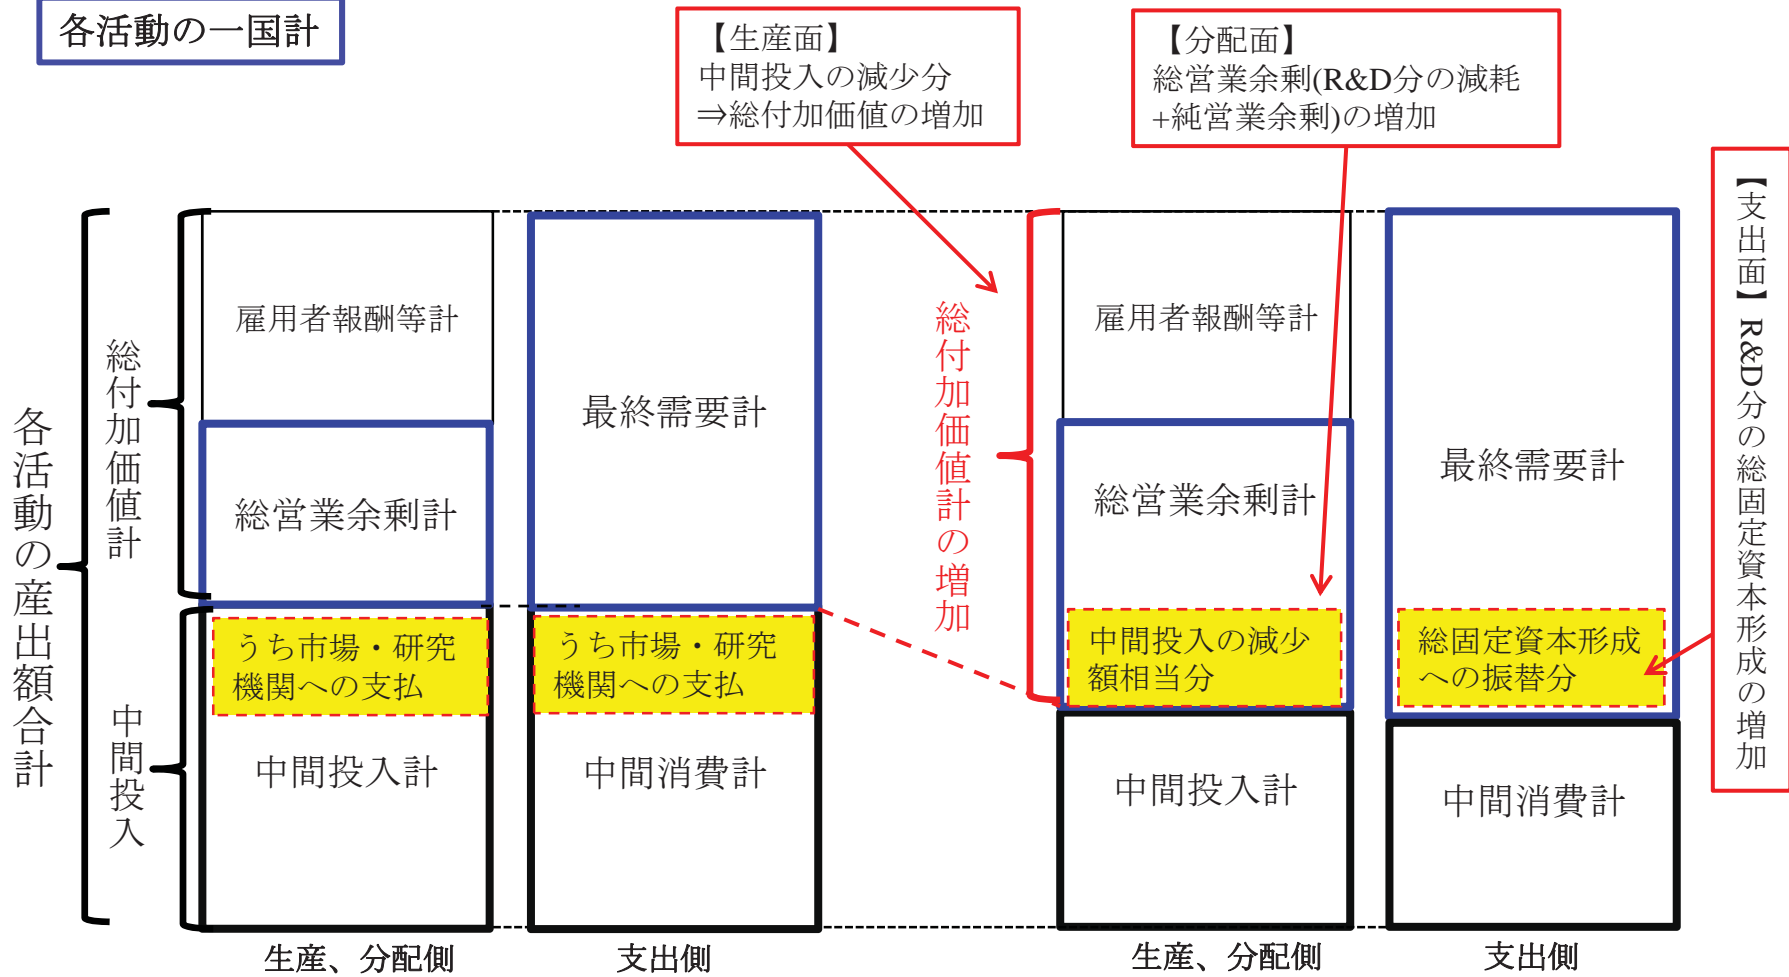 各活動の一国計
【生産面】
中間投入の減少分
⇒総付加価値の増加
【分配面】
総営業余剰(R&D分の減耗
+純営業余剰)の増加
【支出面】R&D分の総固定資本形成の増加
各活動の産出額合計
総付加価値計
中間投入
雇用者報酬等計
総営業余剰計
うち市場・研究
機関への支払
中間投入計
生産、分配側
最終需要計
うち市場・研究
機関への支払
中間消費計
支出側
総付加価値計の増加
雇用者報酬等計
総営業余剰計
中間投入の減少
額相当分
中間投入計
生産、分配側
最終需要計
総固定資本形成
への振替分
中間消費計
支出側